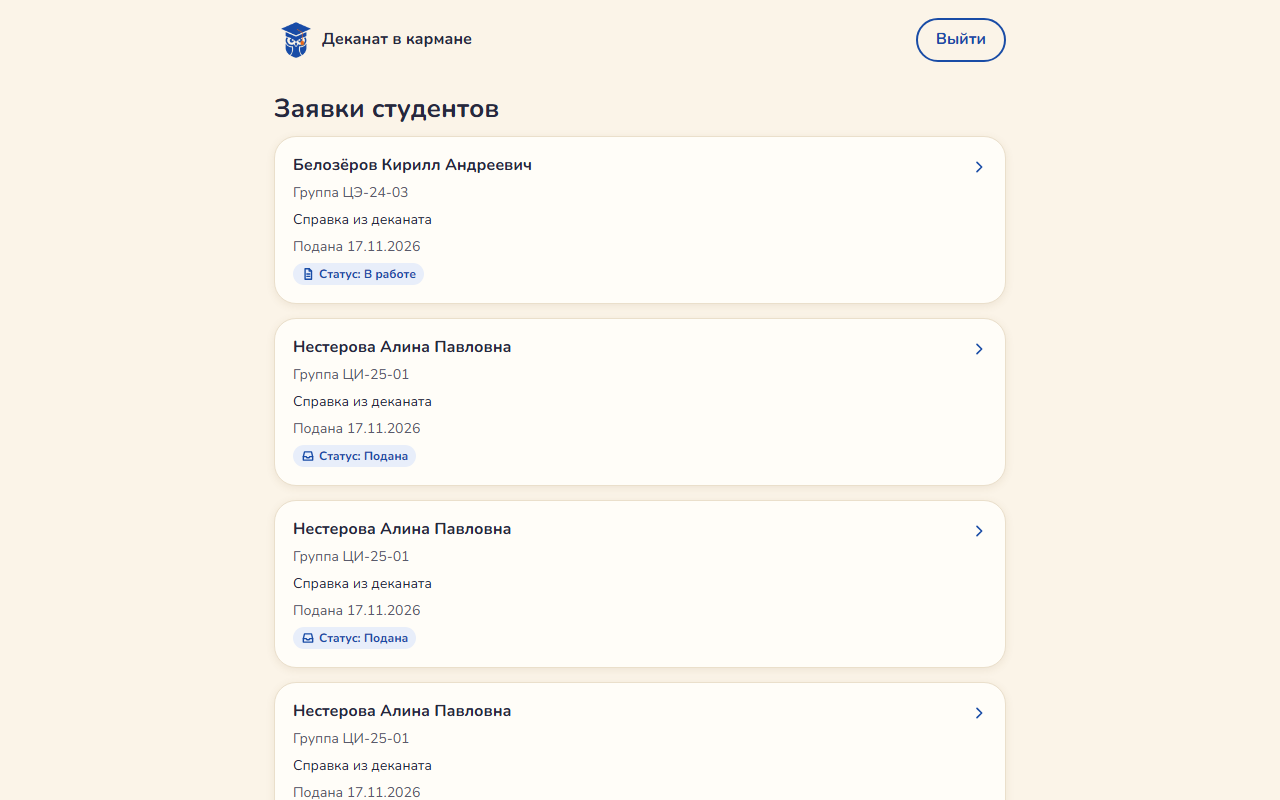 Деканат в кармане
Выйти
Заявки студентов
Белозёров Кирилл Андреевич
Группа ЦЭ-24-03
Справка из деканата
Подана 17.11.2026
Статус: В работе
Нестерова Алина Павловна
Группа ЦИ-25-01
Справка из деканата
Подана 17.11.2026
Статус: Подана
Нестерова Алина Павловна
Группа ЦИ-25-01
Справка из деканата
Подана 17.11.2026
Статус: Подана
Нестерова Алина Павловна
Группа ЦИ-25-01
Справка из деканата
Подана 17.11.2026